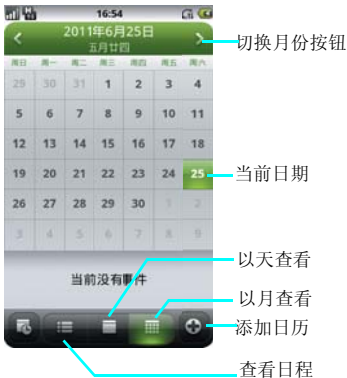 16:54
2011年6月25日
五月廿四
切换月份按钮
周日 周一 周二 周三 周四 周五 周六
29 30 31 1 2 3 4
5 6 7 8 9 10 11
12 13 14 15 16 17 18
19 20 21 22 23 24 25
当前日期
26 27 28 29 30 1 2
3 4 5 6 7 8 9
以天查看
当前没有事件
以月查看
添加日历
查看日程